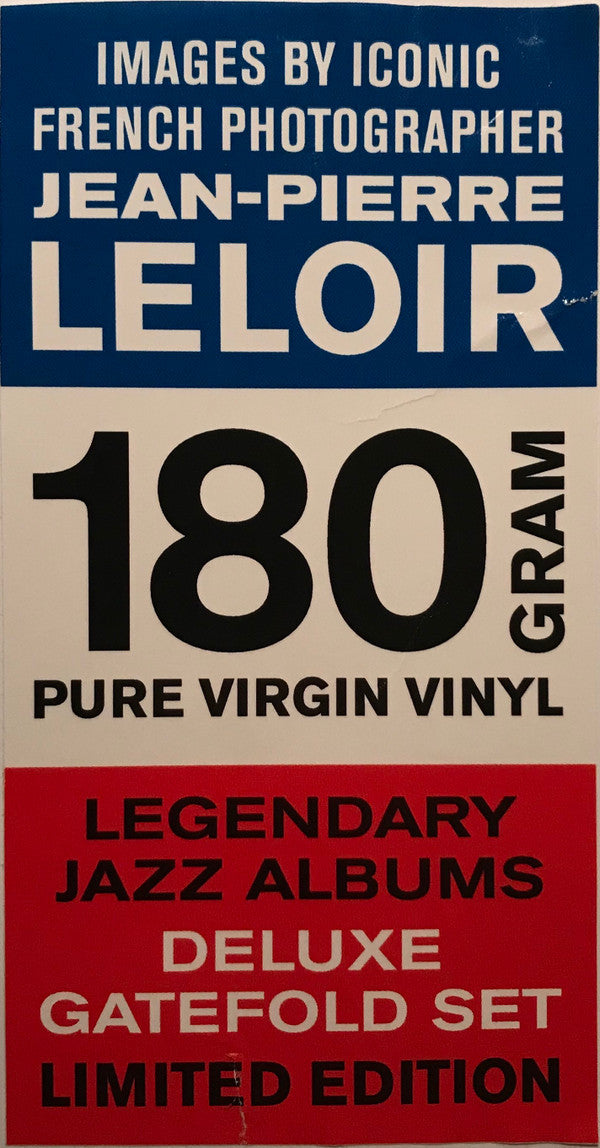 IMAGES BY ICONIC
FRENCH PHOTOGRAPHER
JEAN-PIERRE
LELOIR
180
GRAM
PURE VIRGIN VINYL
LEGENDARY
JAZZ ALBUMS
DELUXE
GATEFOLD SET
LIMITED EDITION